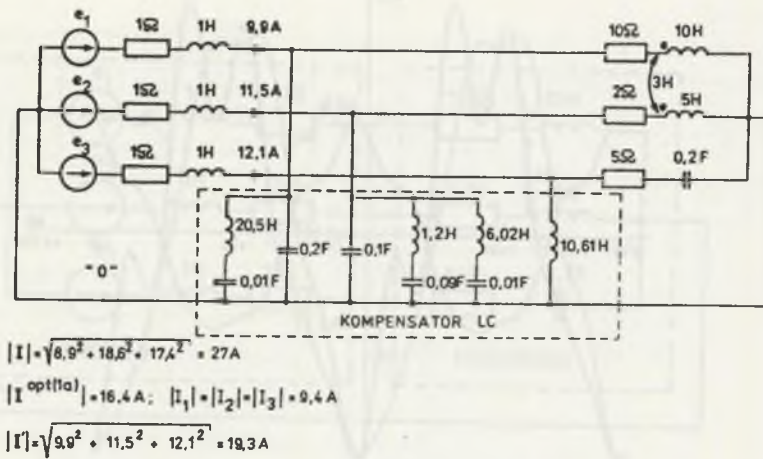 e1 1Ω 1H 9,9A 10Ω 10H
3H
e2 1Ω 1H 11,5A 2Ω 5H
e3 1Ω 1H 12,1A 5Ω 0,2F
20,5H 0,2F 0,1F 1,2H 6,02H 10,61H
"0" 0,01F 0,09F 0,01F
KOMPENSATOR LC
|I|=√8,9² + 18,6² + 17,4² = 27A
|I opt(1a)| = 16,4 A; |I1| = |I2| = |I3| = 9,4 A
|I'|=√9,9² + 11,5² + 12,1² = 19,3A